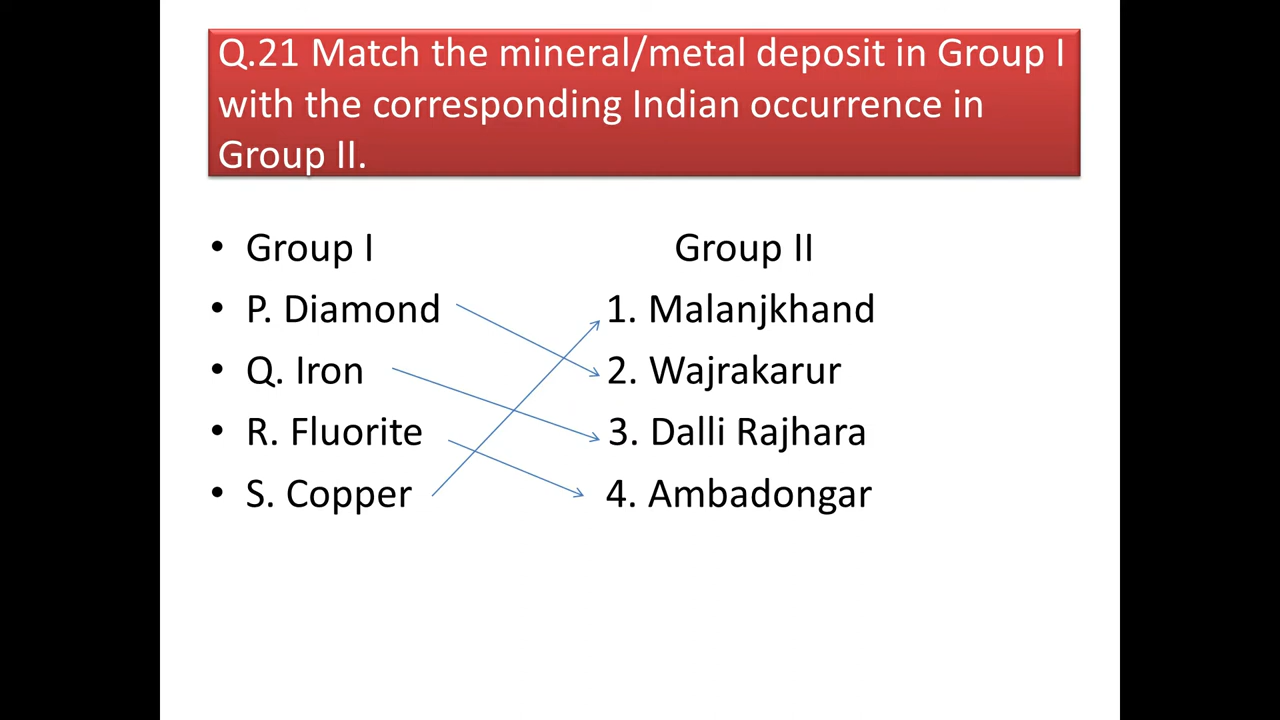 Q.21 Match the mineral/metal deposit in Group I
with the corresponding Indian occurrence in
Group II.
• Group I Group II
• P. Diamond 1. Malanjkhand
• Q. Iron 2. Wajrakarur
• R. Fluorite 3. Dalli Rajhara
• S. Copper 4. Ambadongar